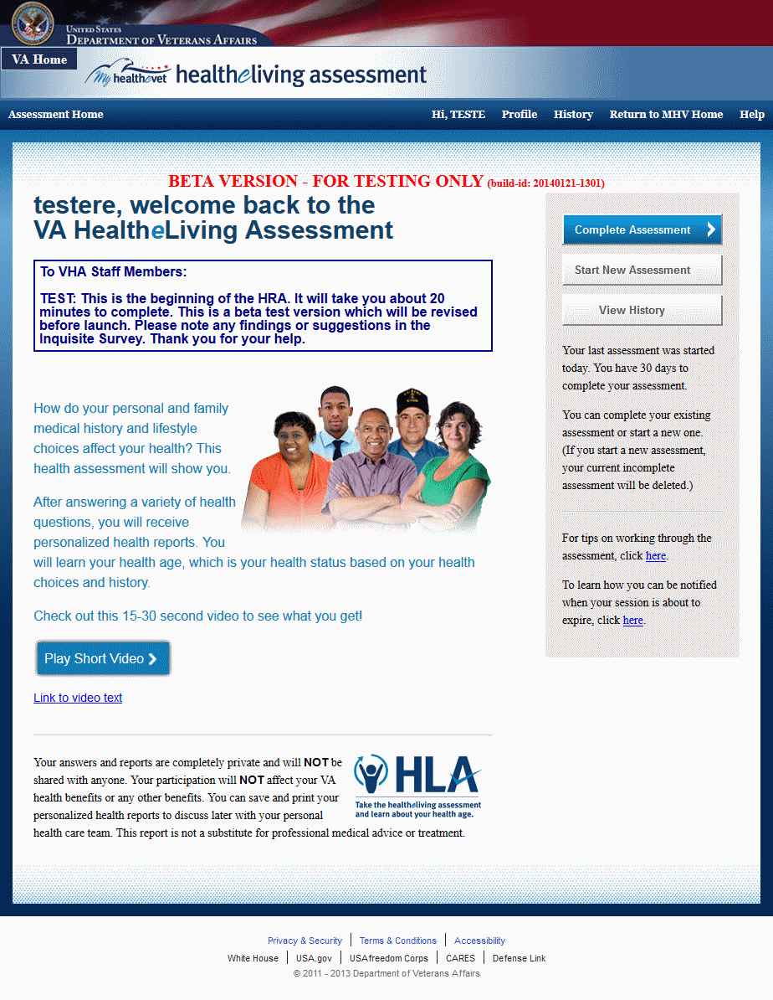 UNITED STATES
DEPARTMENT OF VETERANS AFFAIRS
VA Home
My healthevet healtheliving assessment
Assessment Home
Hi, TESTE Profile History Return to MHV Home Help
BETA VERSION - FOR TESTING ONLY (build-id: 20140121-1301)
testere, welcome back to the
VA HealtheLiving Assessment
To VHA Staff Members:
TEST: This is the beginning of the HRA. It will take you about 20
minutes to complete. This is a beta test version which will be revised
before launch. Please note any findings or suggestions in the
Inquisite Survey. Thank you for your help.
How do your personal and family
medical history and lifestyle
choices affect your health? This
health assessment will show you.
After answering a variety of health
questions, you will receive
personalized health reports. You
will learn your health age, which is your health status based on your health
choices and history.
Check out this 15-30 second video to see what you get!
Play Short Video
Link to video text
Your answers and reports are completely private and will NOT be
shared with anyone. Your participation will NOT affect your VA
health benefits or any other benefits. You can save and print your
personalized health reports to discuss later with your personal
health care team. This report is not a substitute for professional medical advice or treatment.
HLA
Take the healtheliving assessment
and learn about your health age.
Complete Assessment
Start New Assessment
View History
Your last assessment was started
today. You have 30 days to
complete your assessment.
You can complete your existing
assessment or start a new one.
(If you start a new assessment,
your current incomplete
assessment will be deleted.)
For tips on working through the
assessment, click here.
To learn how you can be notified
when your session is about to
expire, click here.
Privacy & Security Terms & Conditions Accessibility
White House USA.gov USAfreedom Corps CARES Defense Link
© 2011 - 2013 Department of Veterans Affairs